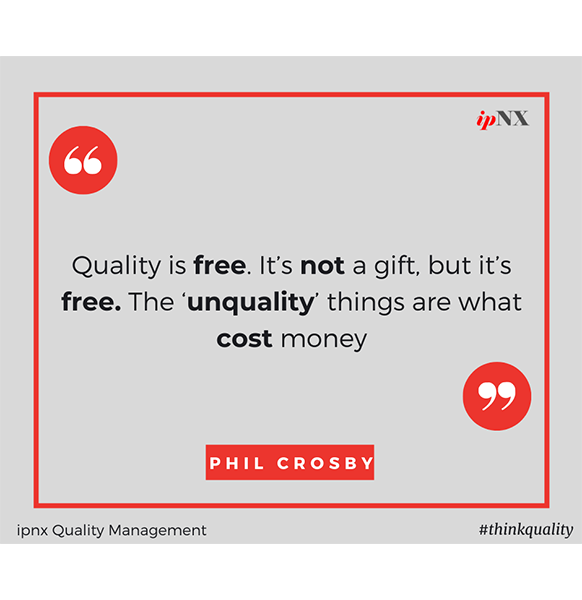 ipNX
“
Quality is free. It’s not a gift, but it’s
free. The ‘unquality’ things are what
cost money
”
PHIL CROSBY
ipnx Quality Management
#thinkquality